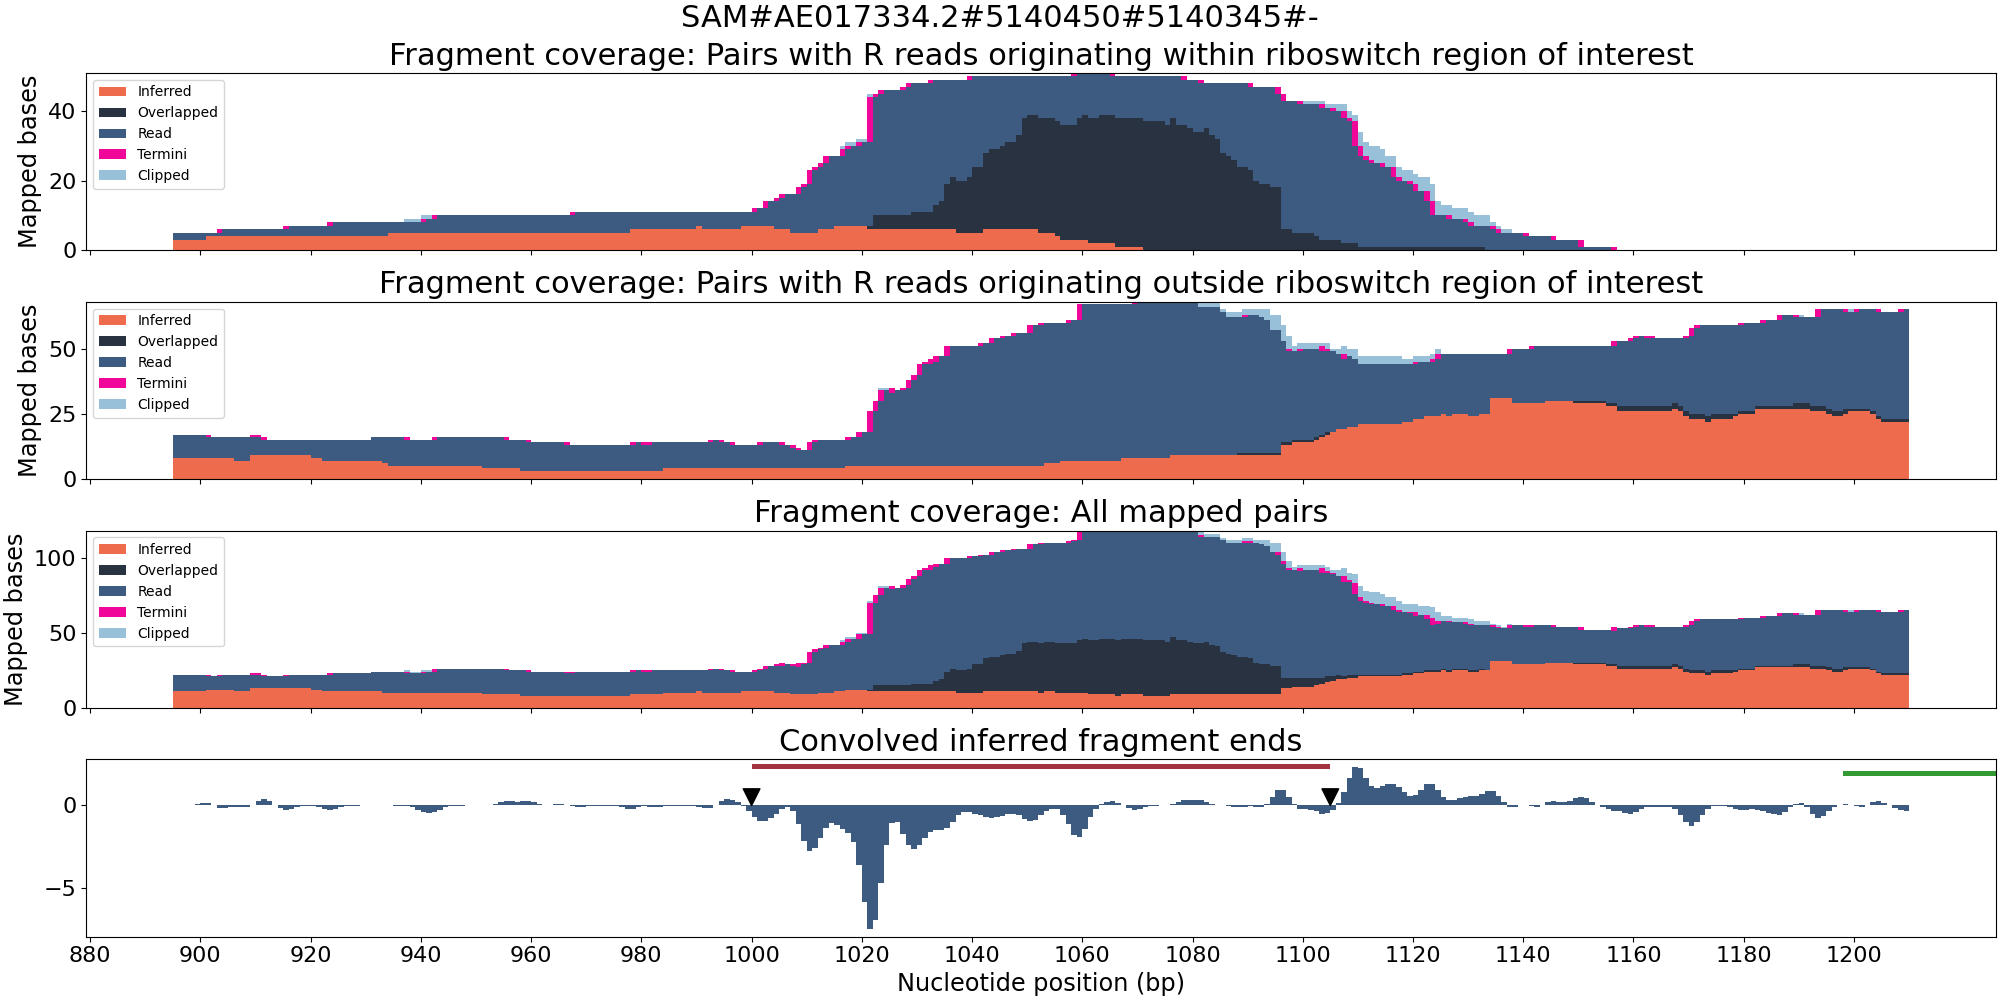 SAM#AE017334.2#5140450#5140345#-
Fragment coverage: Pairs with R reads originating within riboswitch region of interest
Mapped bases
40
20
0
Inferred
Overlapped
Read
Termini
Clipped
Fragment coverage: Pairs with R reads originating outside riboswitch region of interest
Mapped bases
50
25
0
Inferred
Overlapped
Read
Termini
Clipped
Fragment coverage: All mapped pairs
Mapped bases
100
50
0
Inferred
Overlapped
Read
Termini
Clipped
Convolved inferred fragment ends
0
−5
880 900 920 940 960 980 1000 1020 1040 1060 1080 1100 1120 1140 1160 1180 1200
Nucleotide position (bp)